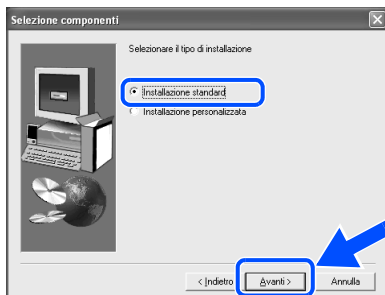 Selezione componenti
Selezionare il tipo di installazione
Installazione standard
Installazione personalizzata
< Indietro
Avanti >
Annulla